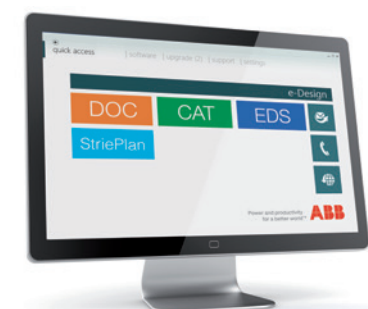 quick access | software | upgrade (2) | support | settings
e-Design
DOC CAT EDS
StriePlan
Power and productivity
for a better world™ ABB